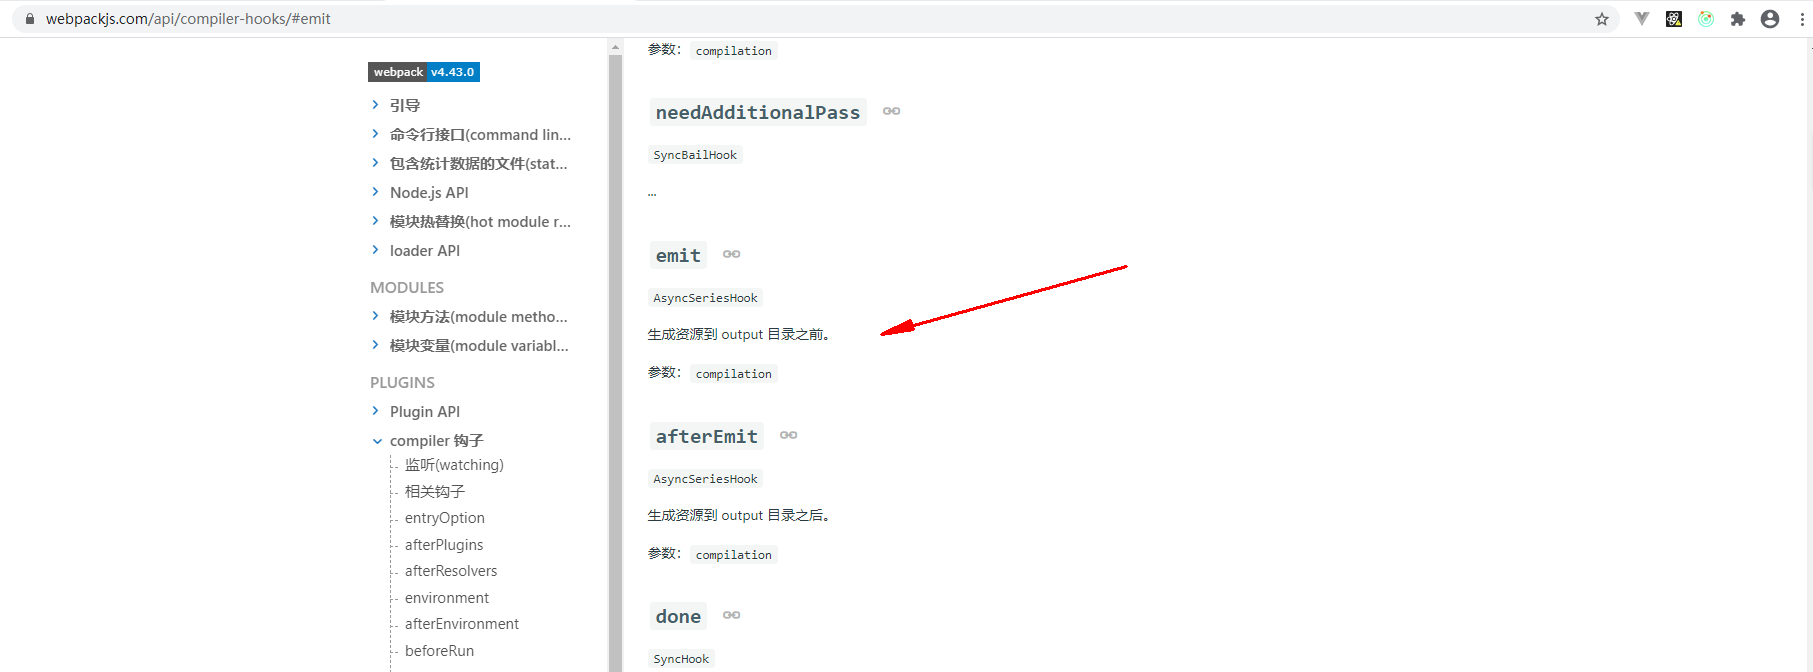 webpackjs.com/api/compiler-hooks/#emit
webpack v4.43.0
引导
命令行接口(command lin...
包含统计数据的文件(stat...
Node.js API
模块热替换(hot module r...
loader API
MODULES
模块方法(module metho...
模块变量(module variabl...
PLUGINS
Plugin API
compiler 钩子
监听(watching)
相关钩子
entryOption
afterPlugins
afterResolvers
environment
afterEnvironment
beforeRun
参数： compilation
needAdditionalPass
SyncBailHook
...
emit
AsyncSeriesHook
生成资源到 output 目录之前。
参数： compilation
afterEmit
AsyncSeriesHook
生成资源到 output 目录之后。
参数： compilation
done
SyncHook